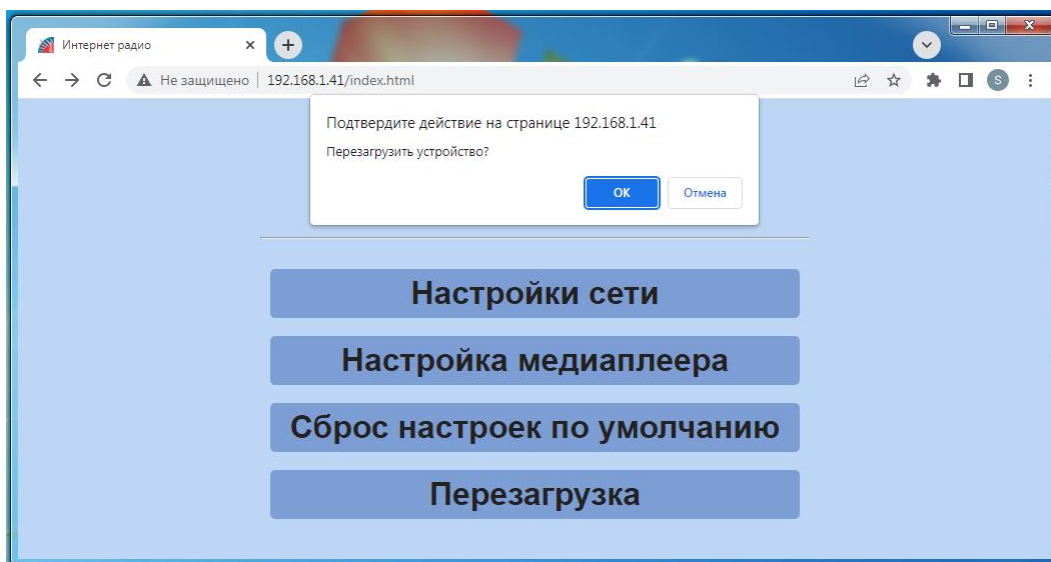 Интернет радио
Не защищено | 192.168.1.41/index.html
S
Подтвердите действие на странице 192.168.1.41
Перезагрузить устройство?
ОК Отмена
Настройки сети
Настройка медиаплеера
Сброс настроек по умолчанию
Перезагрузка